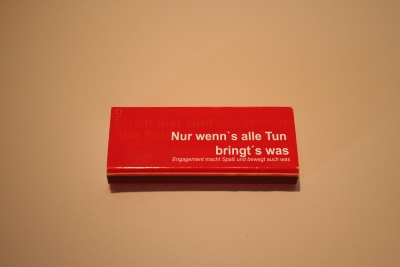 Nur wenn`s alle Tun
bringt´s was
Engagement macht Spaß und bewegt auch was